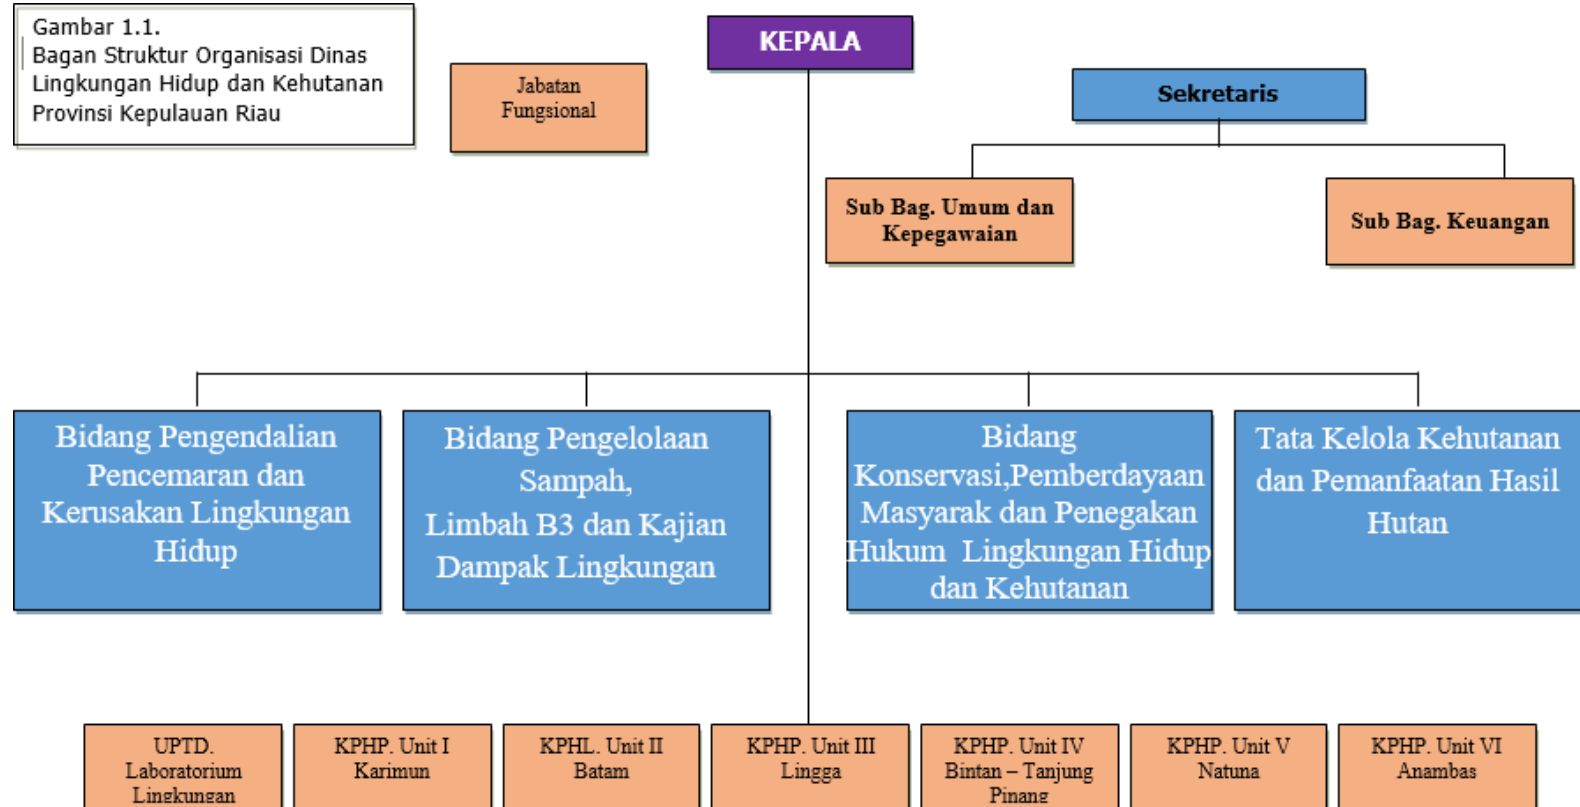 Gambar 1.1.
Bagan Struktur Organisasi Dinas
Lingkungan Hidup dan Kehutanan
Provinsi Kepulauan Riau
KEPALA
Jabatan
Fungsional
Sekretaris
Sub Bag. Umum dan
Kepegawaian
Sub Bag. Keuangan
Bidang Pengendalian
Pencemaran dan
Kerusakan Lingkungan
Hidup
Bidang Pengelolaan
Sampah,
Limbah B3 dan Kajian
Dampak Lingkungan
Bidang
Konservasi,Pemberdayaan
Masyarak dan Penegakan
Hukum  Lingkungan Hidup
dan Kehutanan
Tata Kelola Kehutanan
dan Pemanfaatan Hasil
Hutan
UPTD.
Laboratorium
Lingkungan
KPHP. Unit I
Karimun
KPHL. Unit II
Batam
KPHP. Unit III
Lingga
KPHP. Unit IV
Bintan – Tanjung
Pinang
KPHP. Unit V
Natuna
KPHP. Unit VI
Anambas